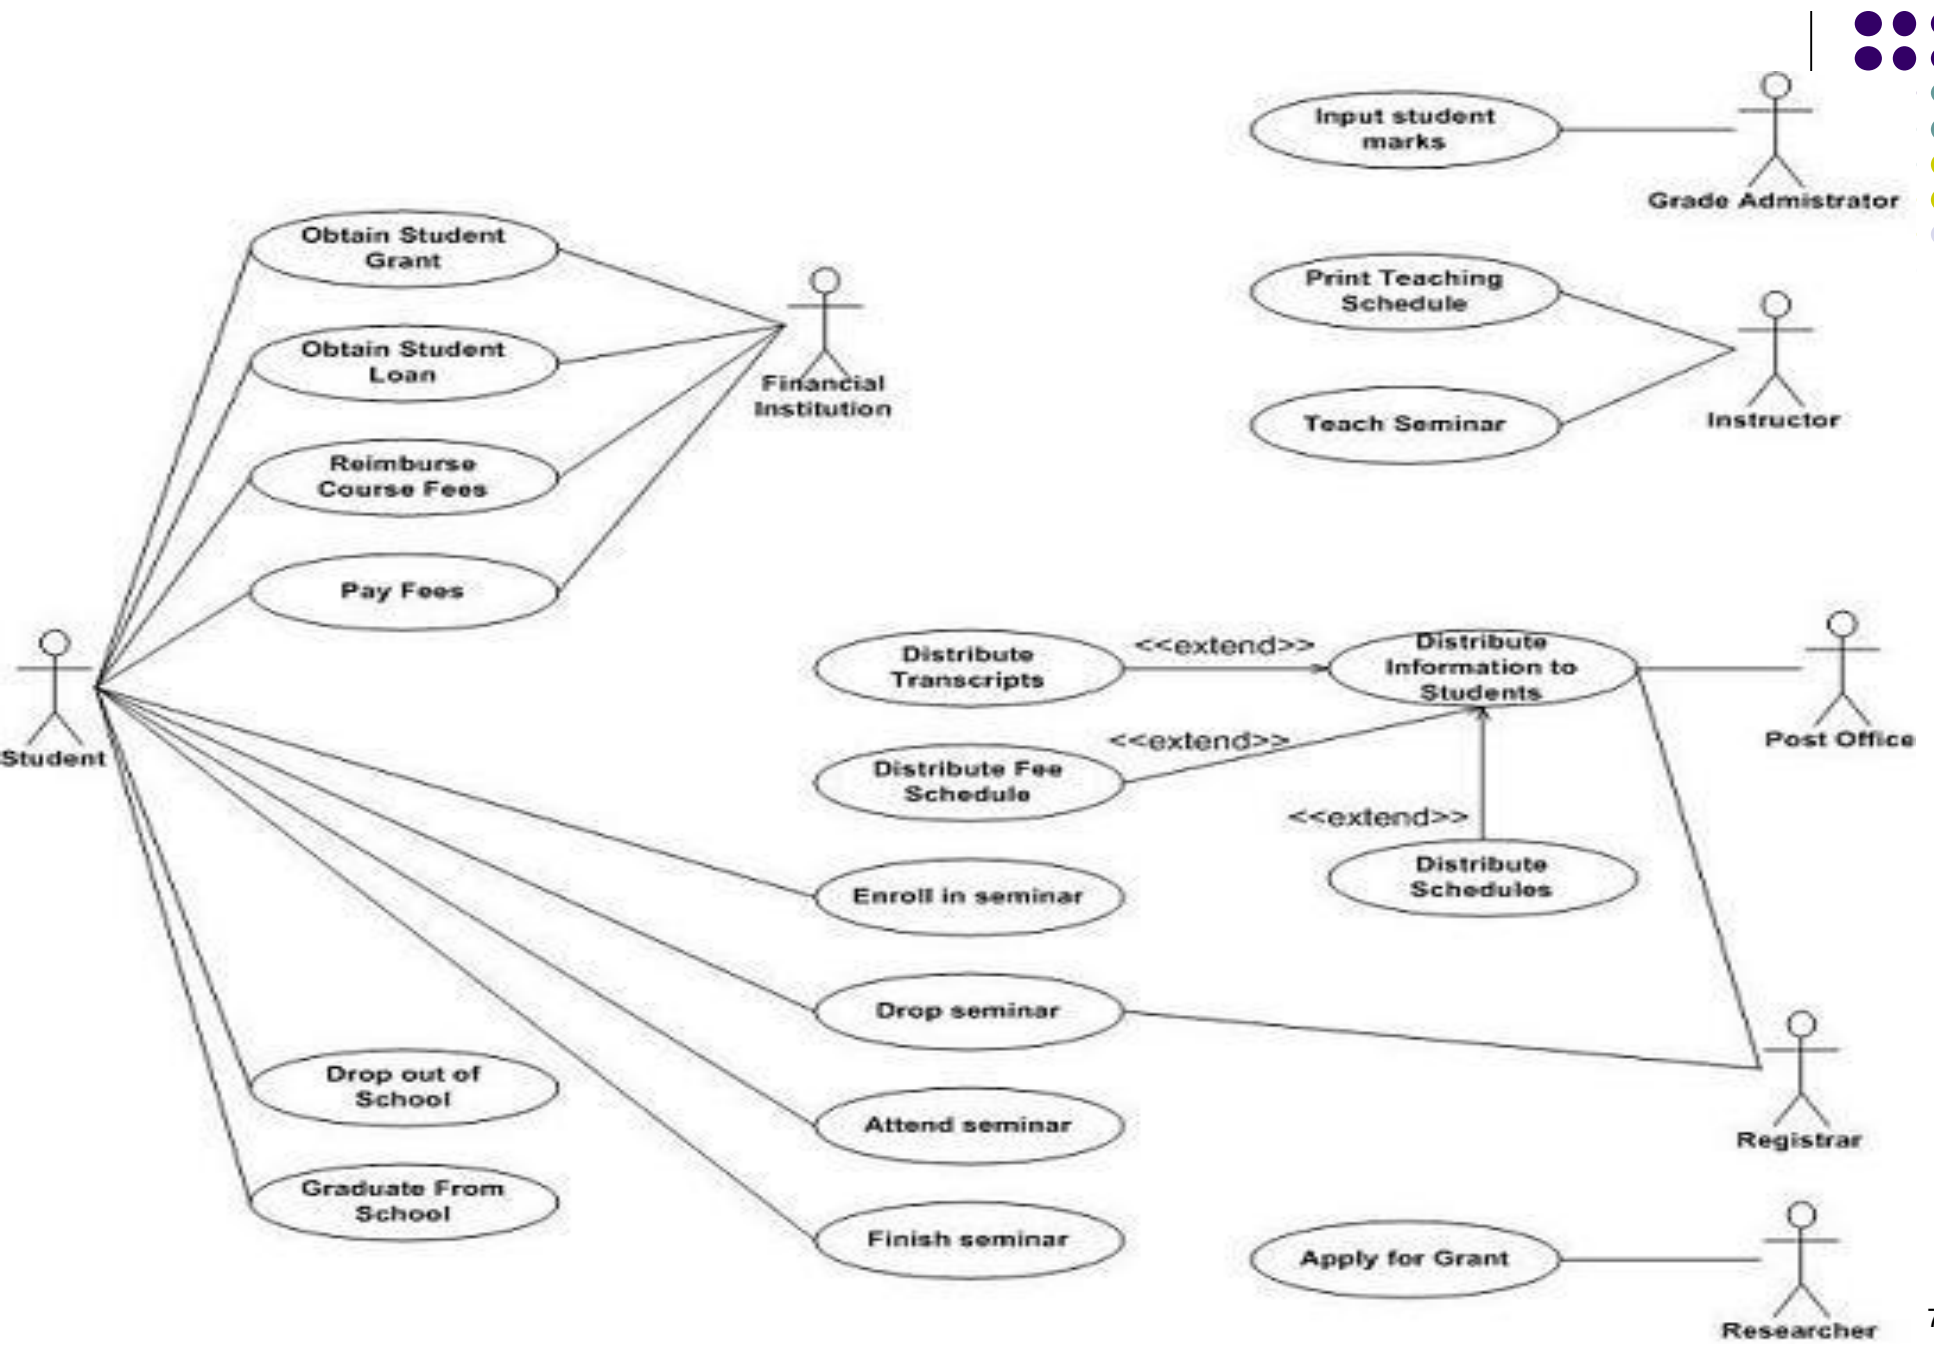 Input student
marks
Grade Admistrator
Obtain Student
Grant
Print Teaching
Schedule
Obtain Student
Loan
Financial
Institution
Teach Seminar
Instructor
Reimburse
Course Fees
Pay Fees
Student
Distribute
Transcripts
<<extend>>
Distribute
Information to
Students
Post Office
<<extend>>
Distribute Fee
Schedule
<<extend>>
Distribute
Schedules
Enroll in seminar
Drop seminar
Registrar
Drop out of
School
Attend seminar
Graduate From
School
Finish seminar
Apply for Grant
Researcher
7